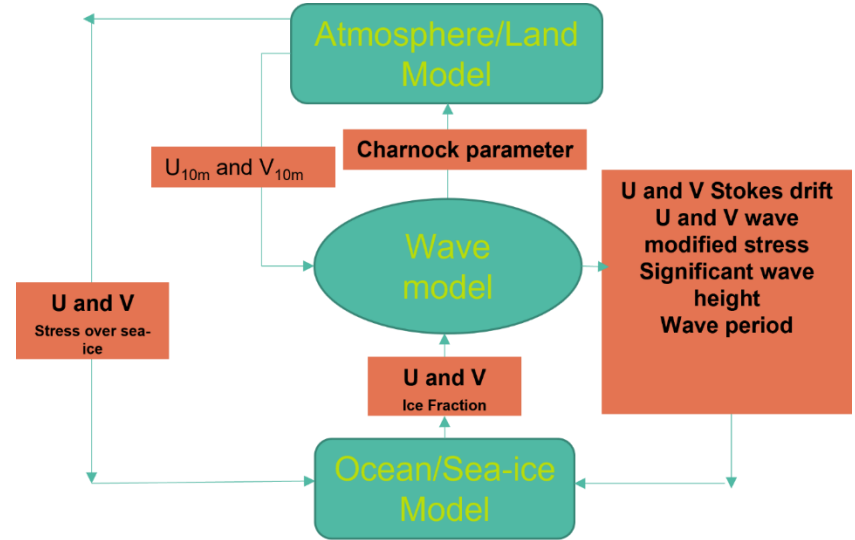 Atmosphere/Land
Model
Charnock parameter
U10m and V10m
U and V Stokes drift
U and V wave
modified stress
Significant wave
height
Wave period
Wave
model
U and V
Stress over sea-
ice
U and V
Ice Fraction
Ocean/Sea-ice
Model